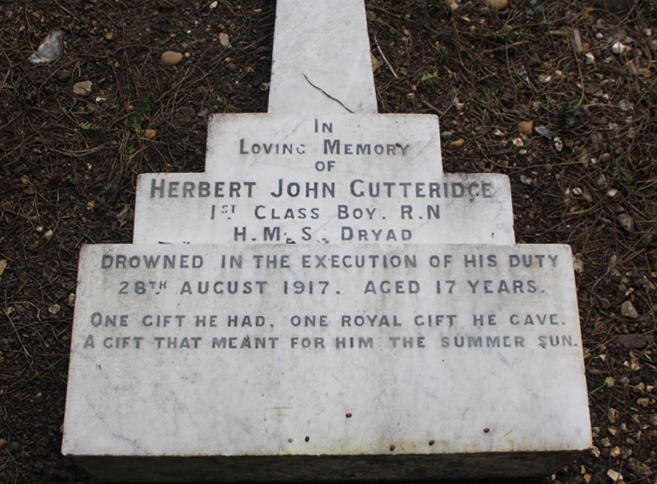 In
Loving Memory
of
Herbert John Gutteridge
1st Class Boy. R.N
H.M.S. Dryad
drowned in the execution of his duty
28th August 1917. Aged 17 years.
One gift he had, one royal gift he gave.
A gift that meant for him the summer sun.